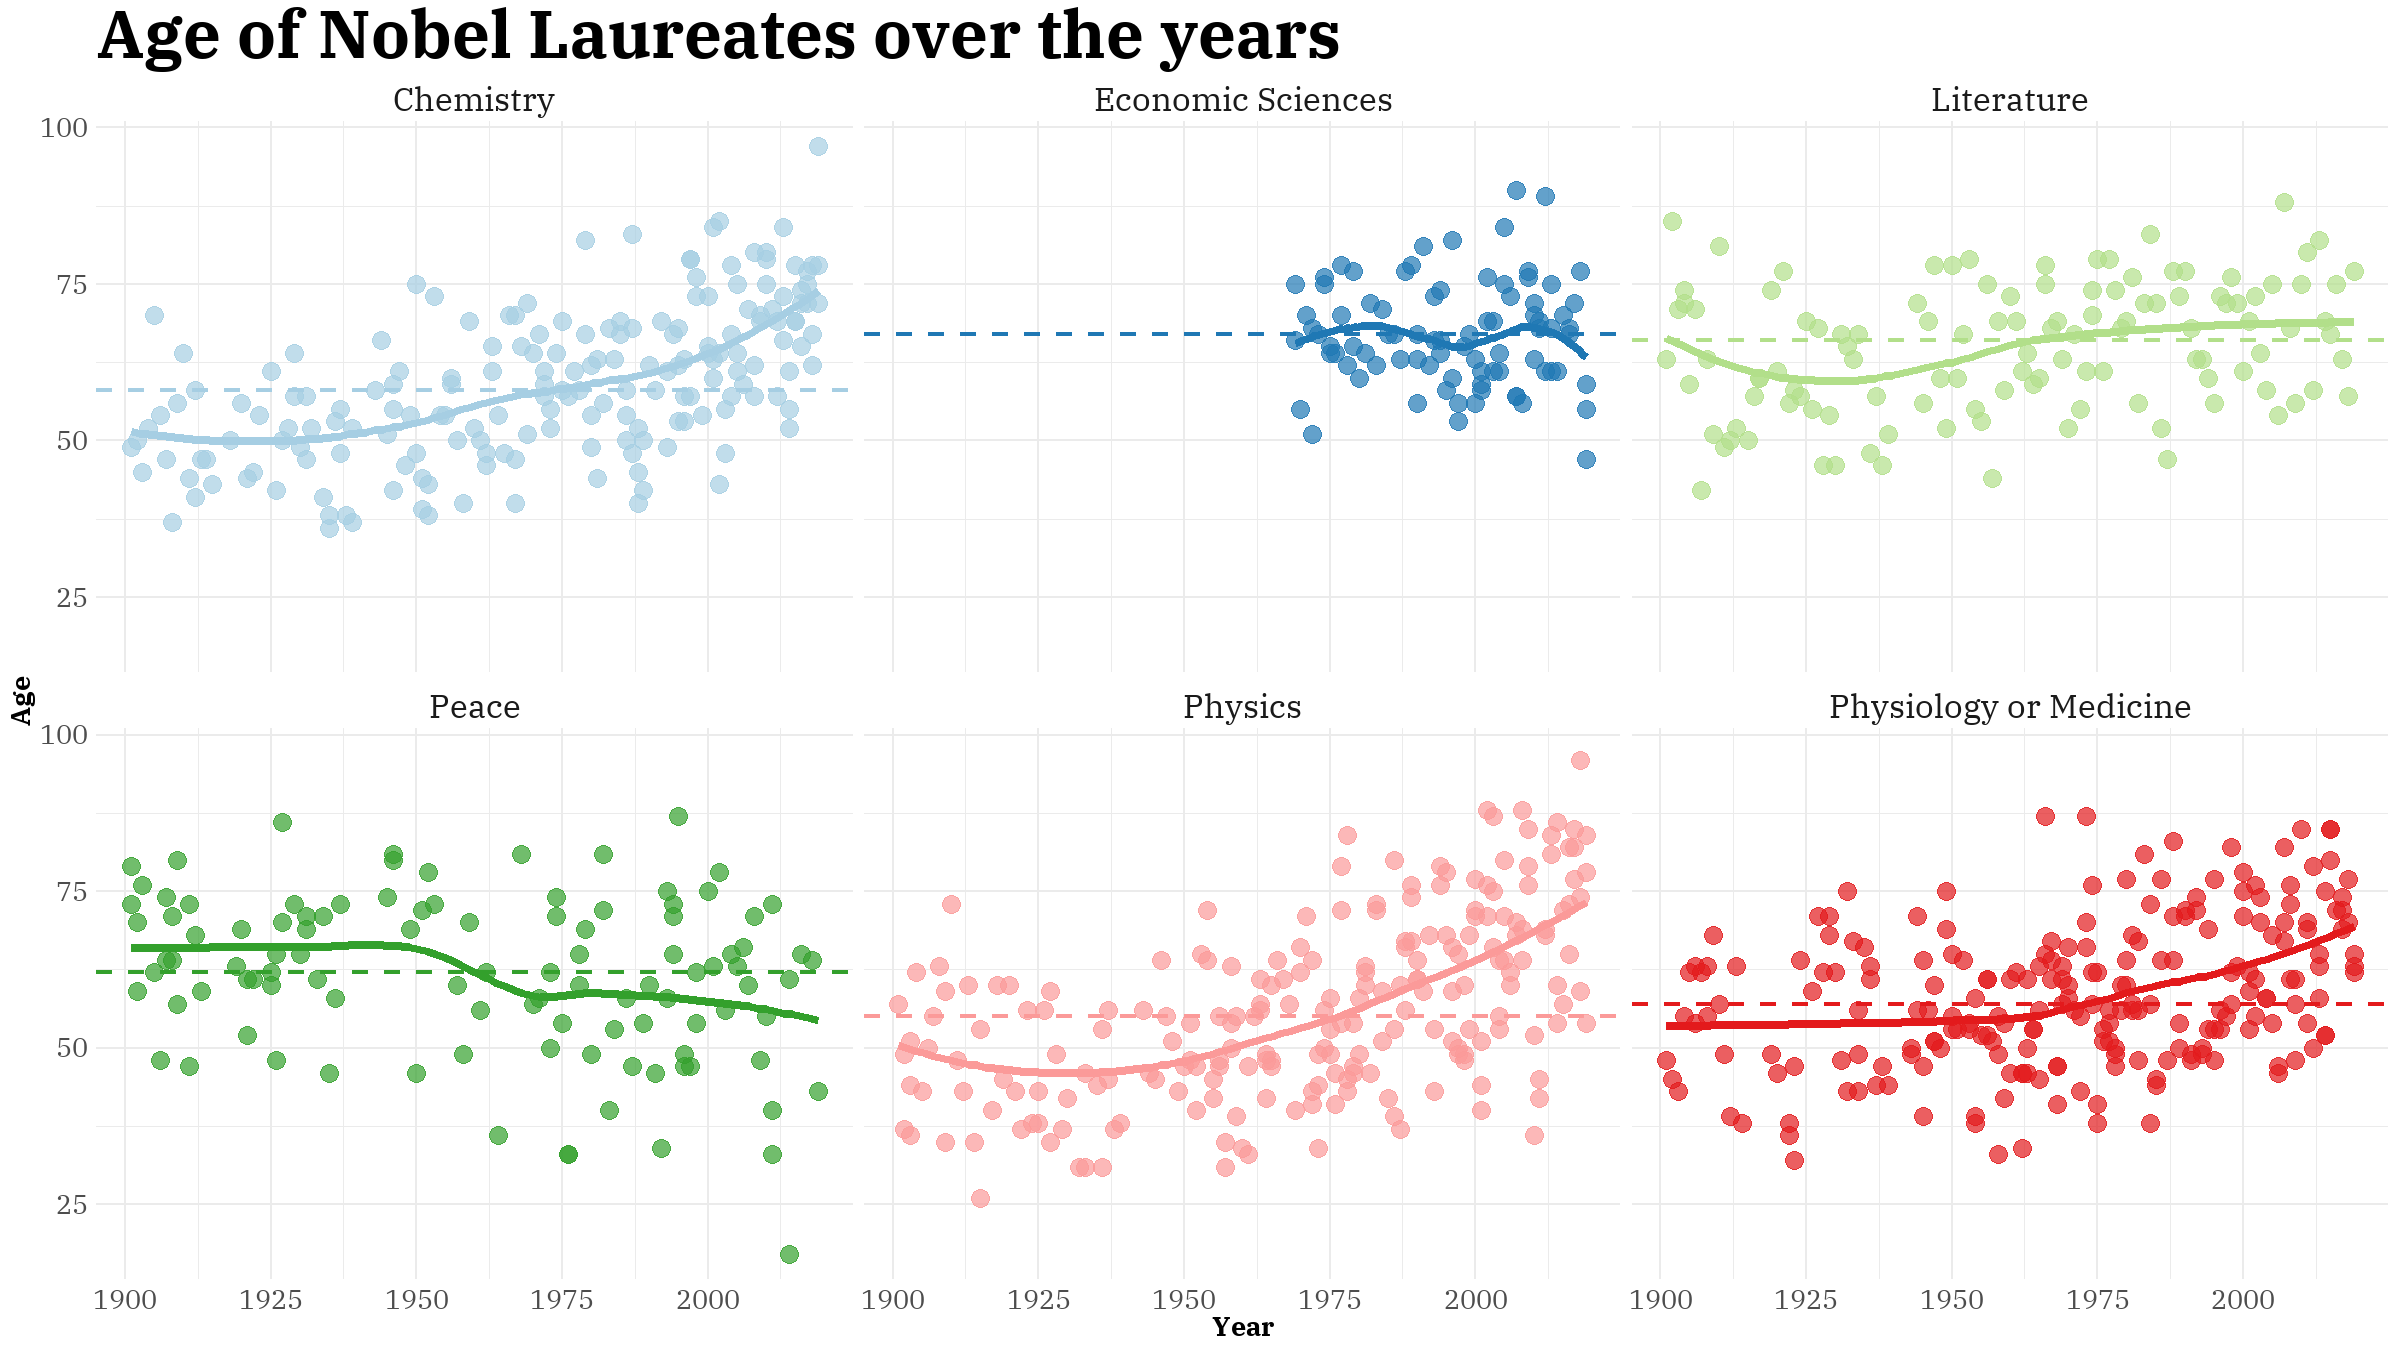 Age of Nobel Laureates over the years
Chemistry
Economic Sciences
Literature
100
75
50
25
Age
Peace
Physics
Physiology or Medicine
100
75
50
25
1900 1925 1950 1975 2000
1900 1925 1950 1975 2000
1900 1925 1950 1975 2000
Year